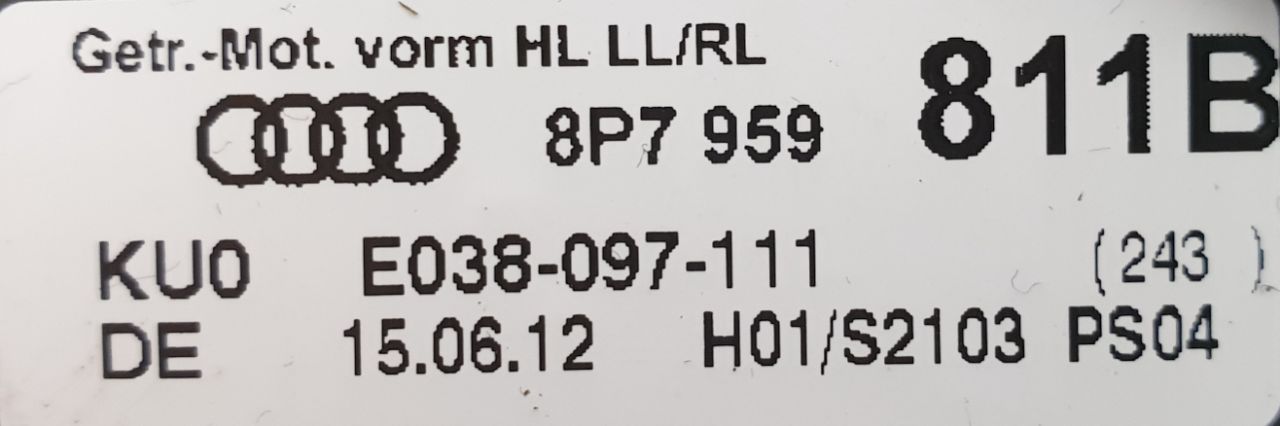 Getr.-Mot. vorm HL LL/RL
8P7 959 811B
KU0 E038-097-111 (243 )
DE 15.06.12 H01/S2103 PS04